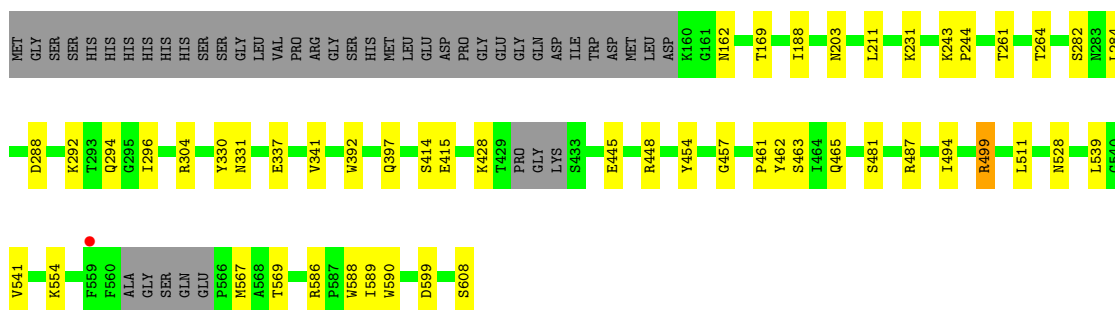 MET GLY SER SER HIS HIS HIS HIS HIS HIS SER SER GLY LEU VAL PRO ARG GLY SER HIS MET LEU GLU ASP PRO GLY GLU GLY GLN ASP ILE TRP ASP MET LEU ASP K160 G161 N162 T169 I188 N203 L211 K231 K243 P244 T261 T264 S282 N283 L284
D288 K292 T293 Q294 G295 I296 R304 Y330 N331 E337 V341 W392 Q397 S414 E415 K428 T429 PRO GLY LYS S433 E445 R448 Y454 G457 P461 Y462 S463 I464 Q465 S481 R487 I494 R499 L511 N528 L539 G540
V541 K554 F559 F560 ALA GLY SER GLN GLU P566 M567 A568 T569 R586 P587 W588 I589 W590 D599 S608